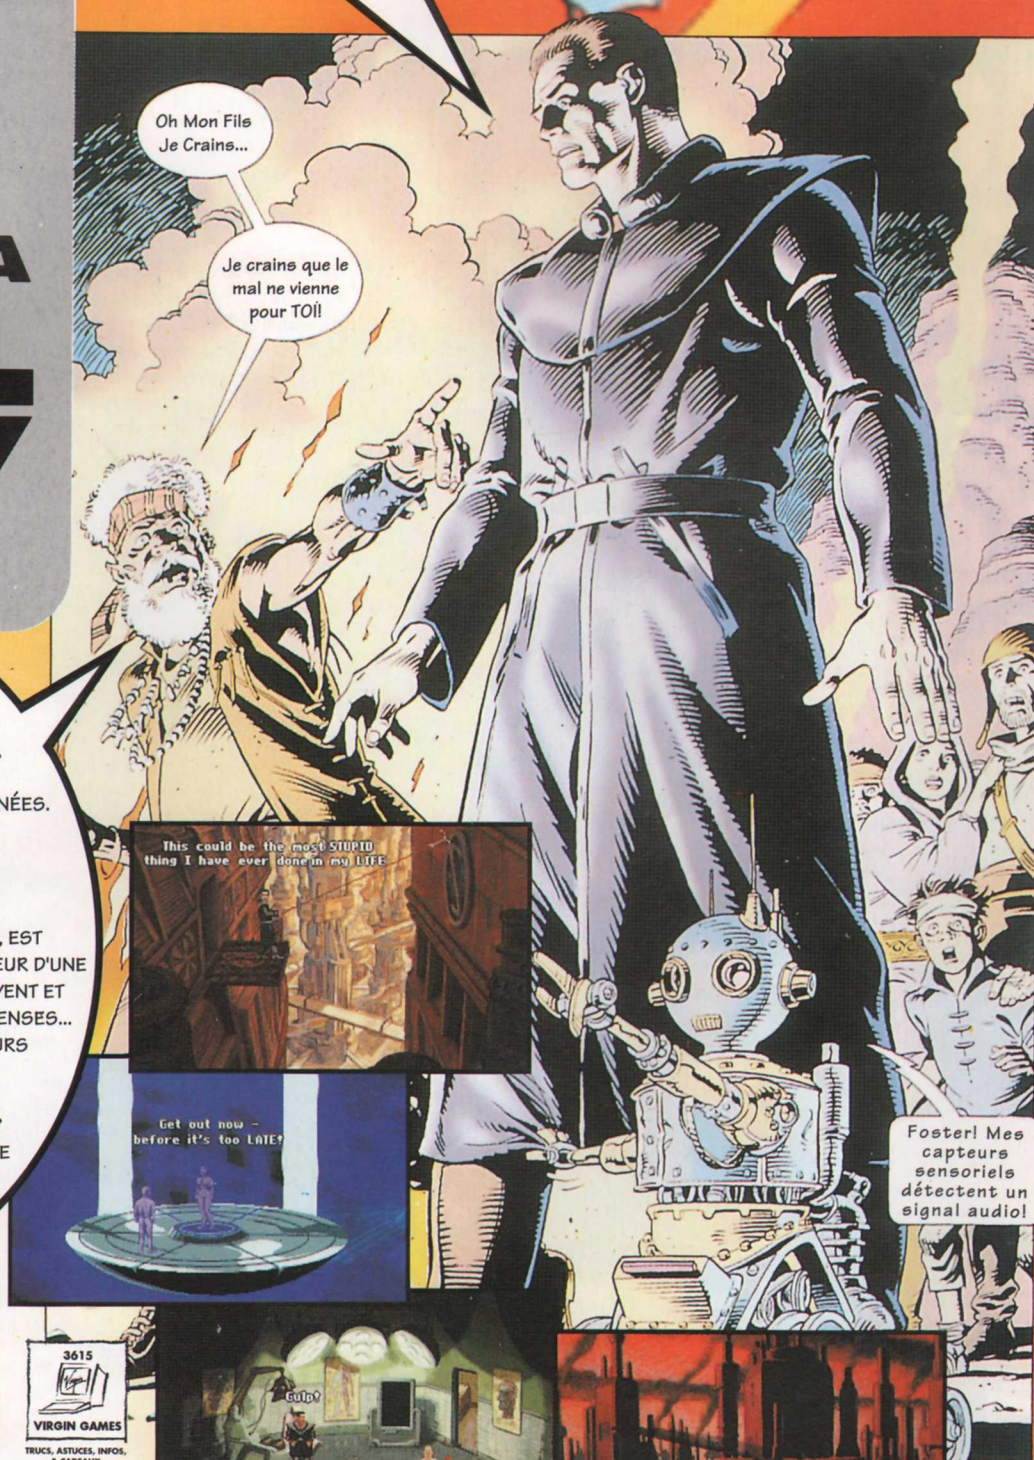 Oh Mon Fils
Je Crains...
Je crains que le
mal ne vienne
pour TOI!
NÉES.
, EST
EUR D'UNE
VENT ET
ENSES...
URS
E
This could be the most STUPID
thing I have ever done in my LIFE
Get out now -
before it's too LATE!
Foster! Mes
capteurs
sensoriels
détectent un
signal audio!
Gulp!
3615
Virgin
VIRGIN GAMES
TRUCS, ASTUCES, INFOS,